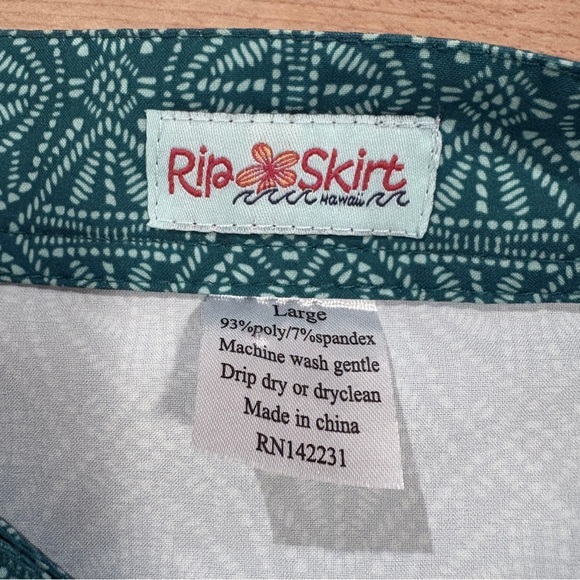 Rip Skirt
Hawaii
Large
93%poly/7%spandex
Machine wash gentle
Drip dry or dryclean
Made in china
RN142231